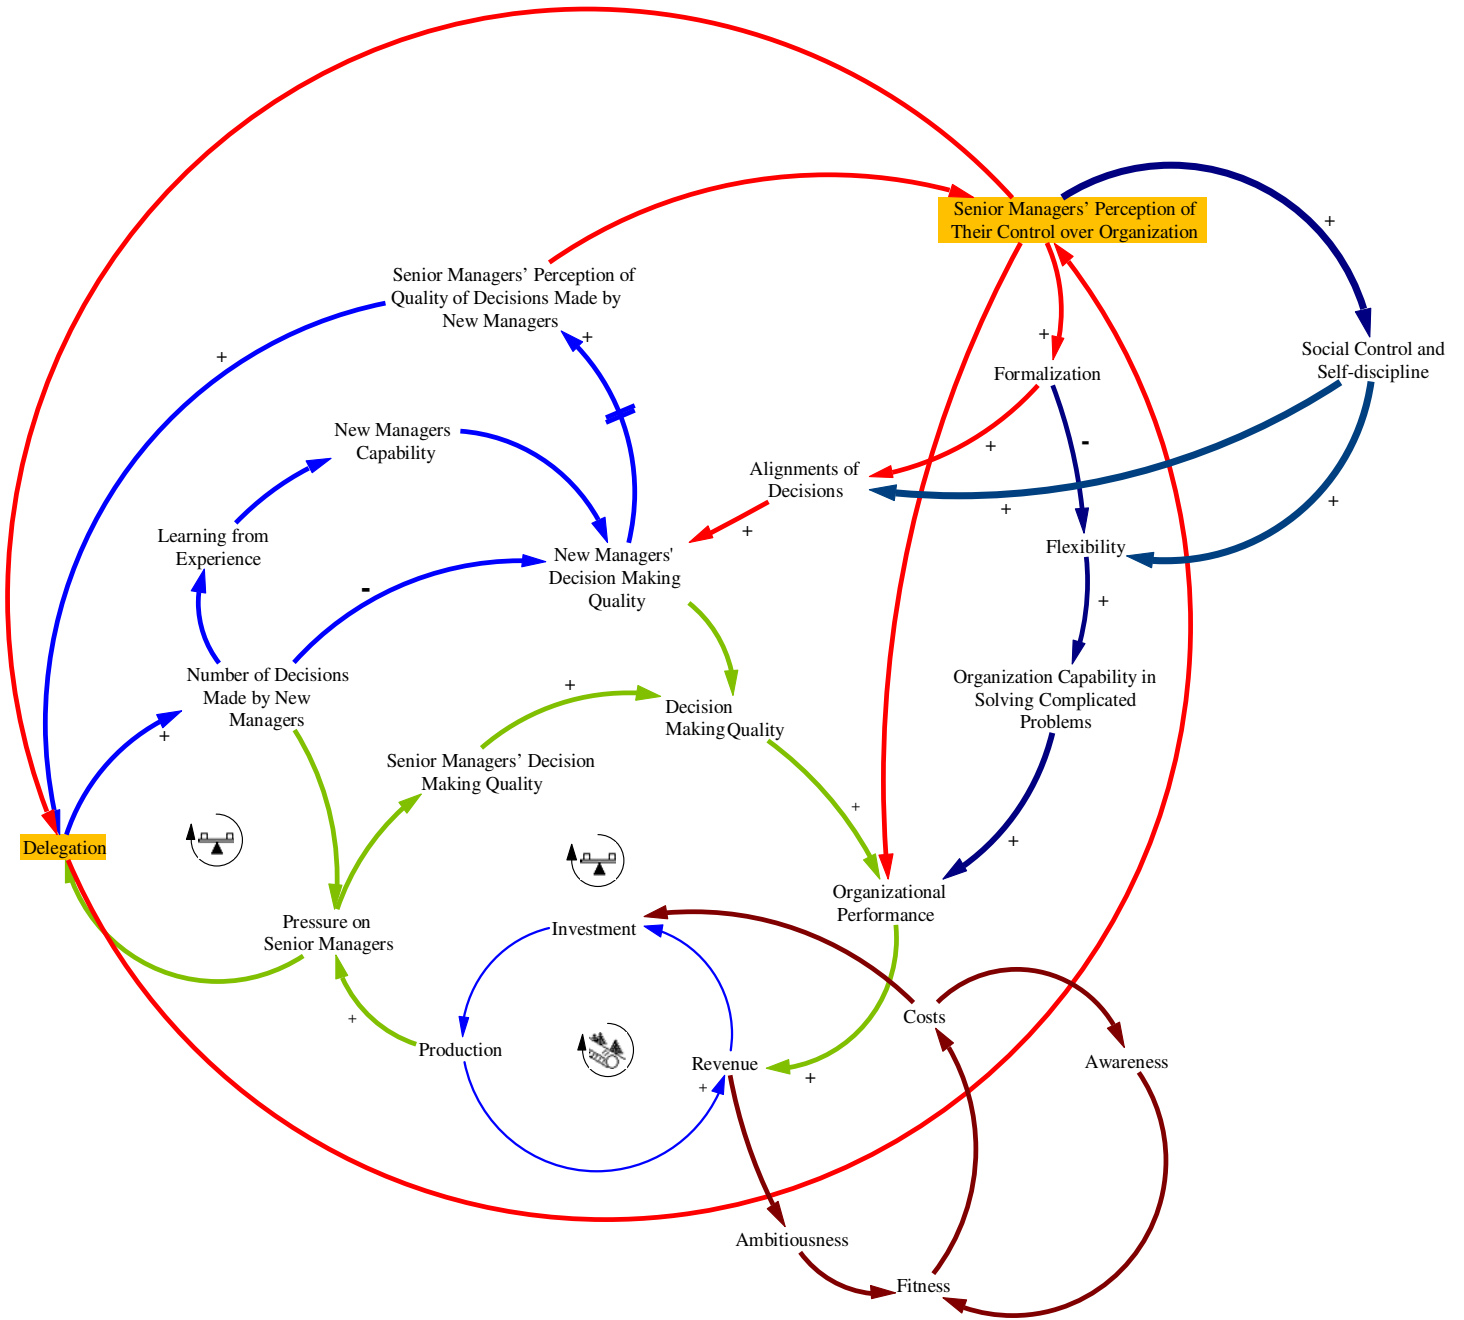 Senior Managers’ Perception of
Their Control over Organization
+
Senior Managers’ Perception of
Quality of Decisions Made by
New Managers
+
+
+
Formalization
Social Control and
Self-discipline
New Managers
Capability
+
-
Alignments of
Decisions
+
+
+
Learning from
Experience
New Managers'
Decision Making
Quality
Flexibility
-
+
Number of Decisions
Made by New
Managers
+
Organization Capability in
Solving Complicated
Problems
+
Decision
Making Quality
Senior Managers’ Decision
Making Quality
+
+
Delegation
Organizational
Performance
Pressure on
Senior Managers
Investment
+
Costs
Production
Revenue
+
+
Awareness
Ambitiousness
Fitness